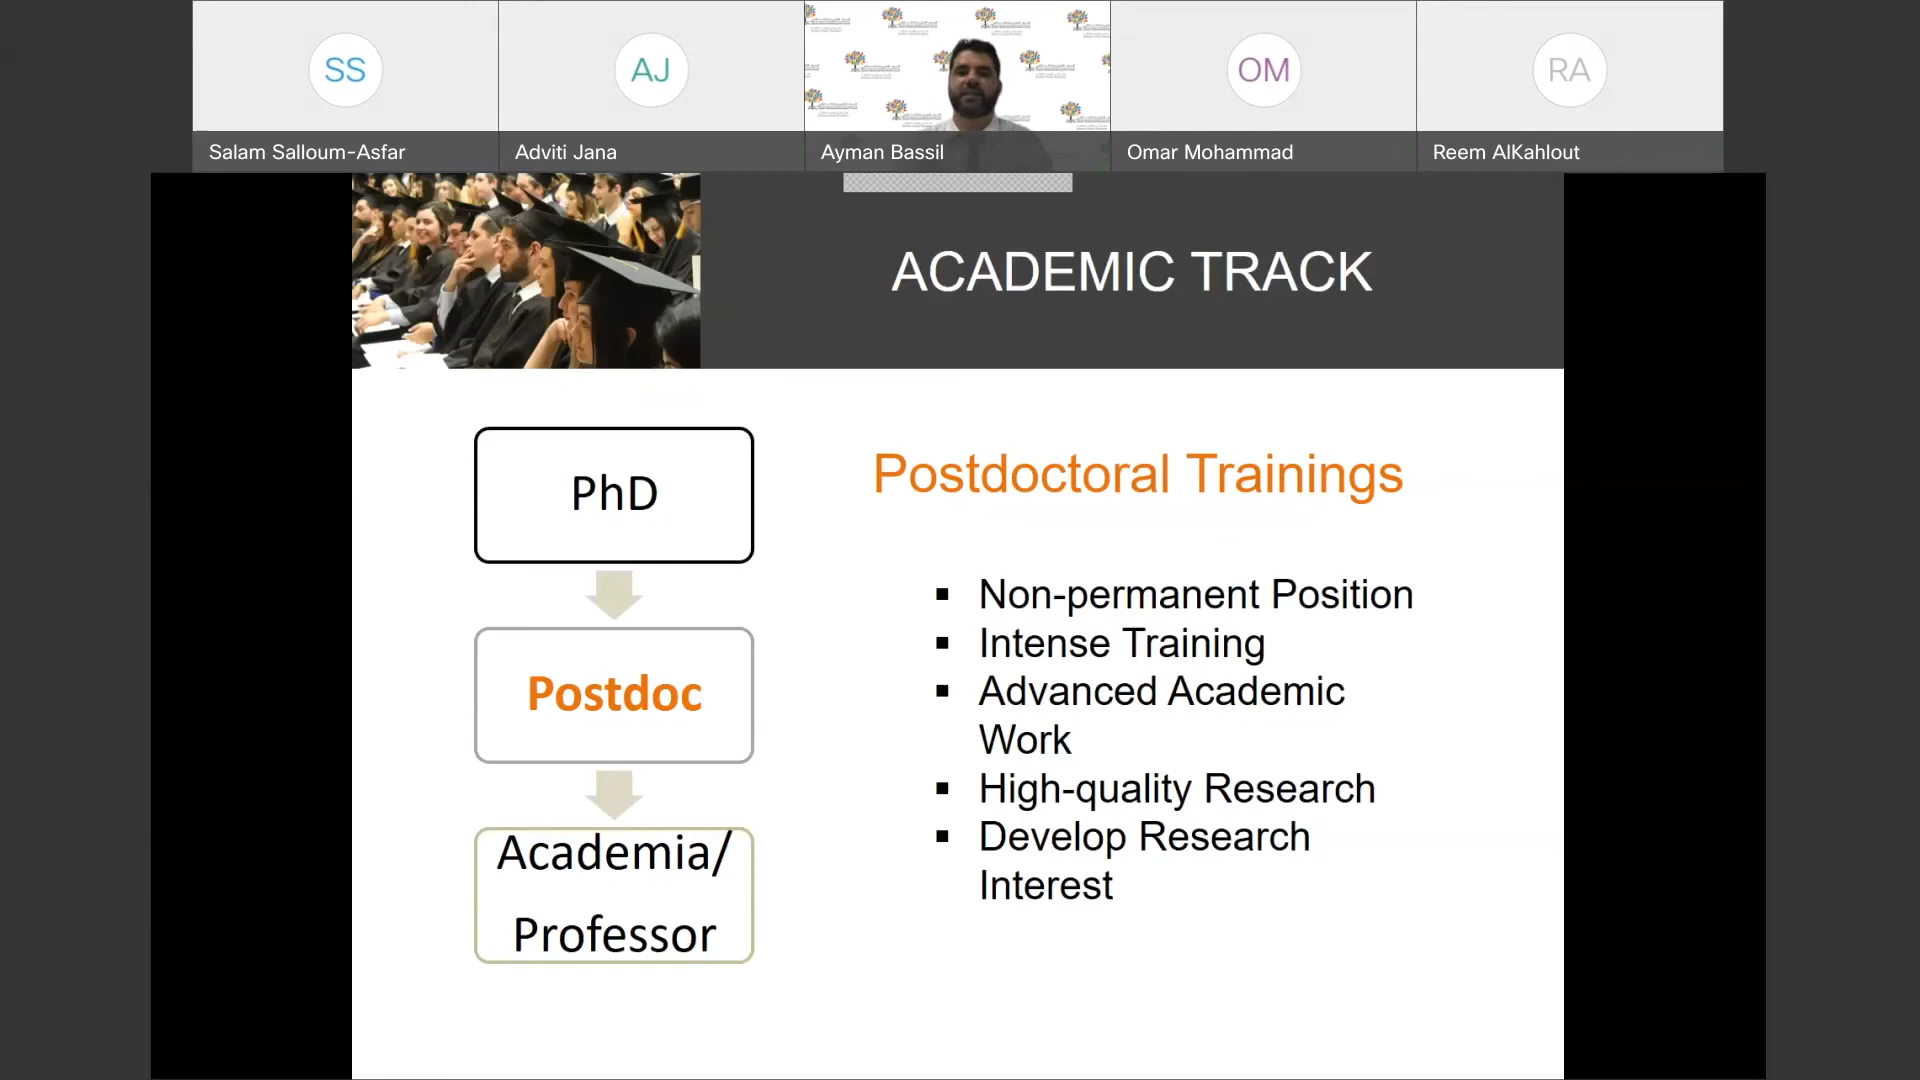 SS
AJ
OM
RA
Salam Salloum-Asfar
Adviti Jana
Ayman Bassil
Omar Mohammad
Reem AlKahlout
ACADEMIC TRACK
PhD
Postdoc
Academia/
Professor
Postdoctoral Trainings
▪ Non-permanent Position
▪ Intense Training
▪ Advanced Academic
Work
▪ High-quality Research
▪ Develop Research
Interest